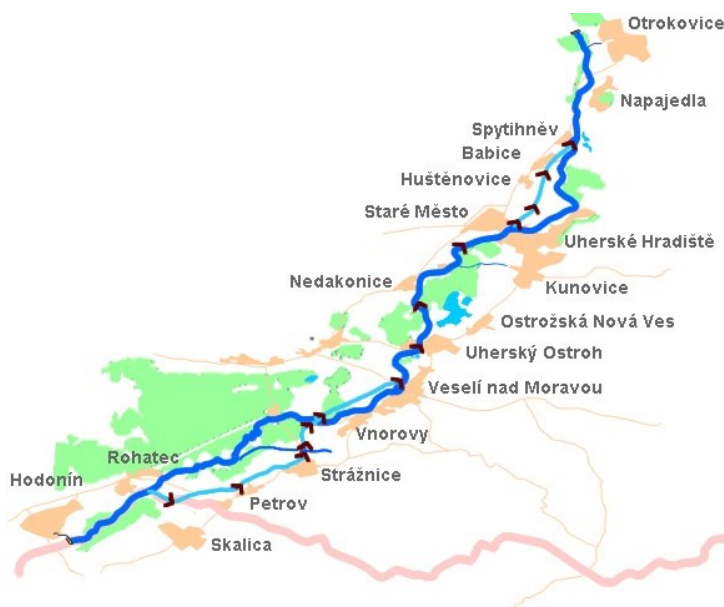 Otrokovice
Napajedla
Spytihněv
Babice
Huštěnovice
Staré Město
Uherské Hradiště
Nedakonice
Kunovice
Ostrožská Nová Ves
Uherský Ostroh
Veselí nad Moravou
Vnorovy
Rohatec
Strážnice
Hodonín
Petrov
Skalica